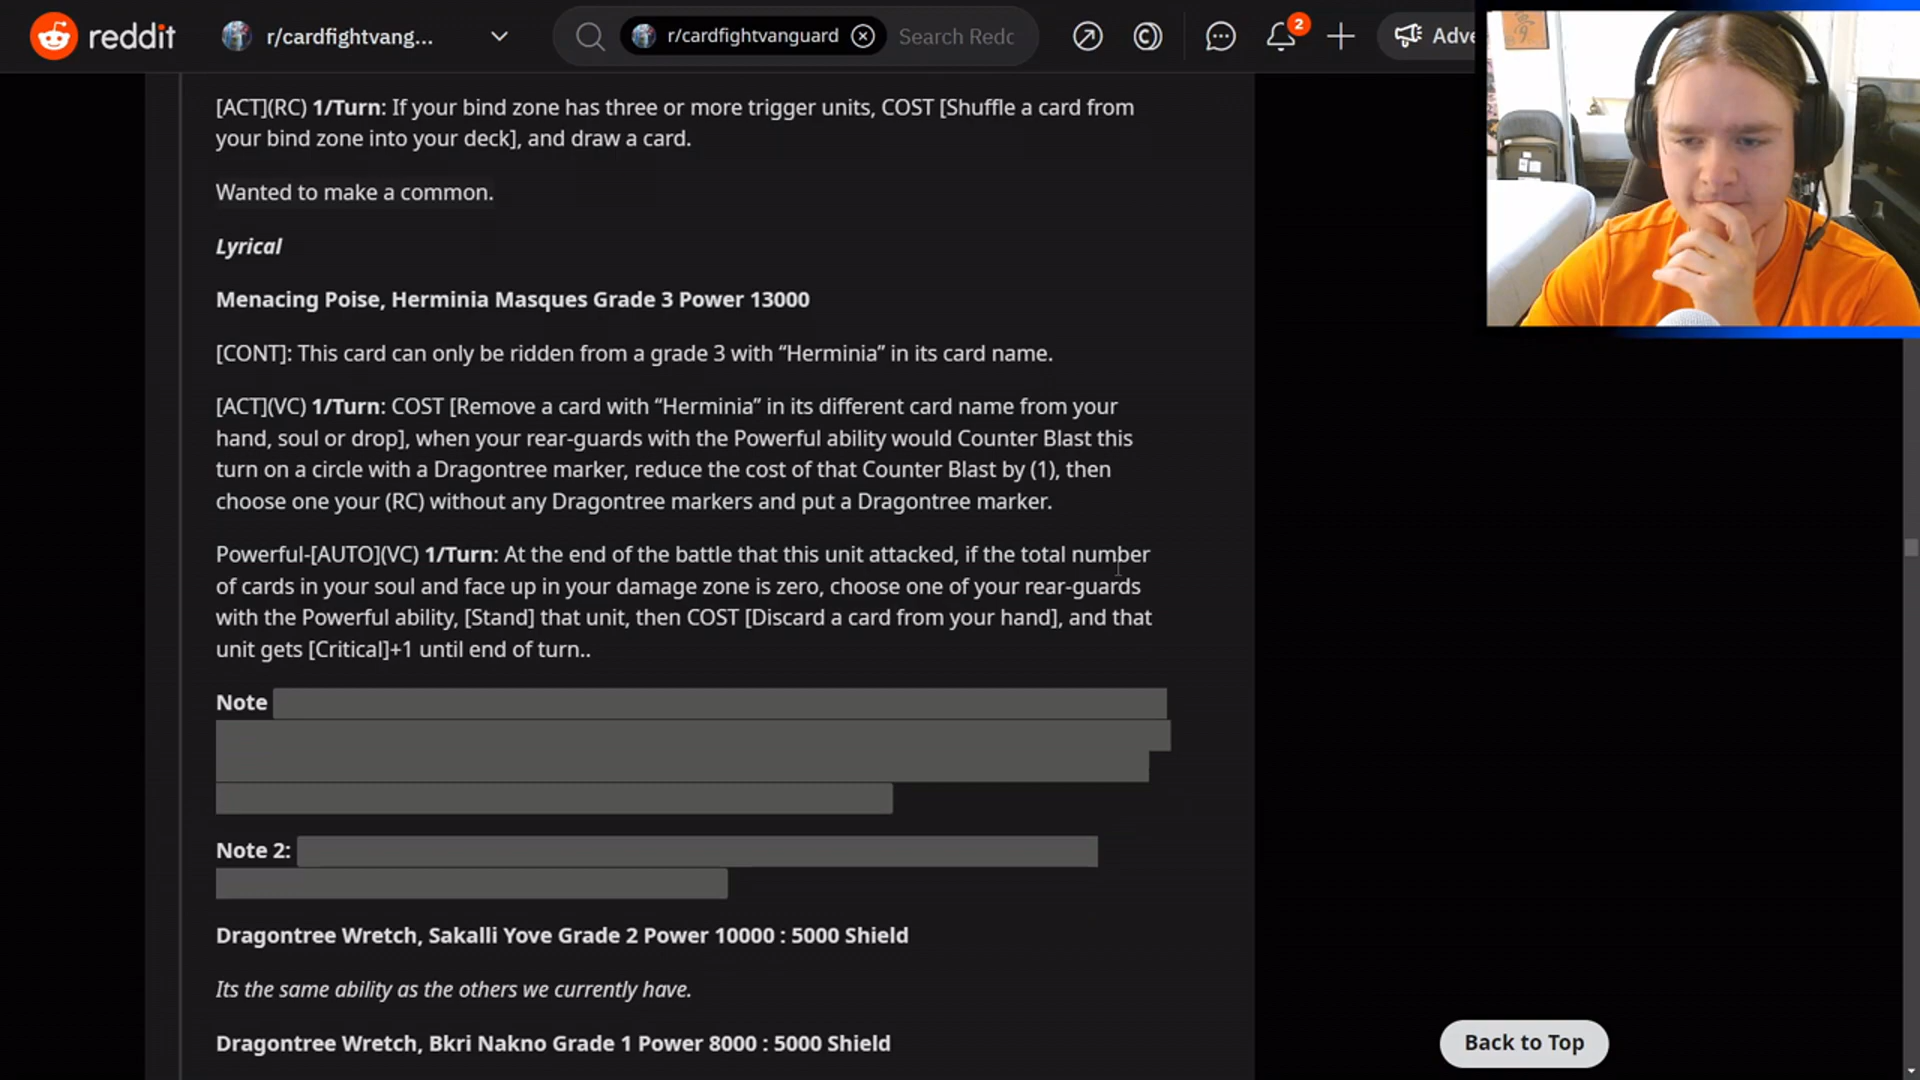 reddit
r/cardfightvang...
r/cardfightvanguard
Search Redc
2
Adve
[ACT](RC) 1/Turn: If your bind zone has three or more trigger units, COST [Shuffle a card from
your bind zone into your deck], and draw a card.
Wanted to make a common.
Lyrical
Menacing Poise, Herminia Masques Grade 3 Power 13000
[CONT]: This card can only be ridden from a grade 3 with “Herminia” in its card name.
[ACT](VC) 1/Turn: COST [Remove a card with “Herminia” in its different card name from your
hand, soul or drop], when your rear-guards with the Powerful ability would Counter Blast this
turn on a circle with a Dragontree marker, reduce the cost of that Counter Blast by (1), then
choose one your (RC) without any Dragontree markers and put a Dragontree marker.
Powerful-[AUTO](VC) 1/Turn: At the end of the battle that this unit attacked, if the total number
of cards in your soul and face up in your damage zone is zero, choose one of your rear-guards
with the Powerful ability, [Stand] that unit, then COST [Discard a card from your hand], and that
unit gets [Critical]+1 until end of turn..
Note
Note 2:
Dragontree Wretch, Sakalli Yove Grade 2 Power 10000 : 5000 Shield
Its the same ability as the others we currently have.
Dragontree Wretch, Bkri Nakno Grade 1 Power 8000 : 5000 Shield
Back to Top